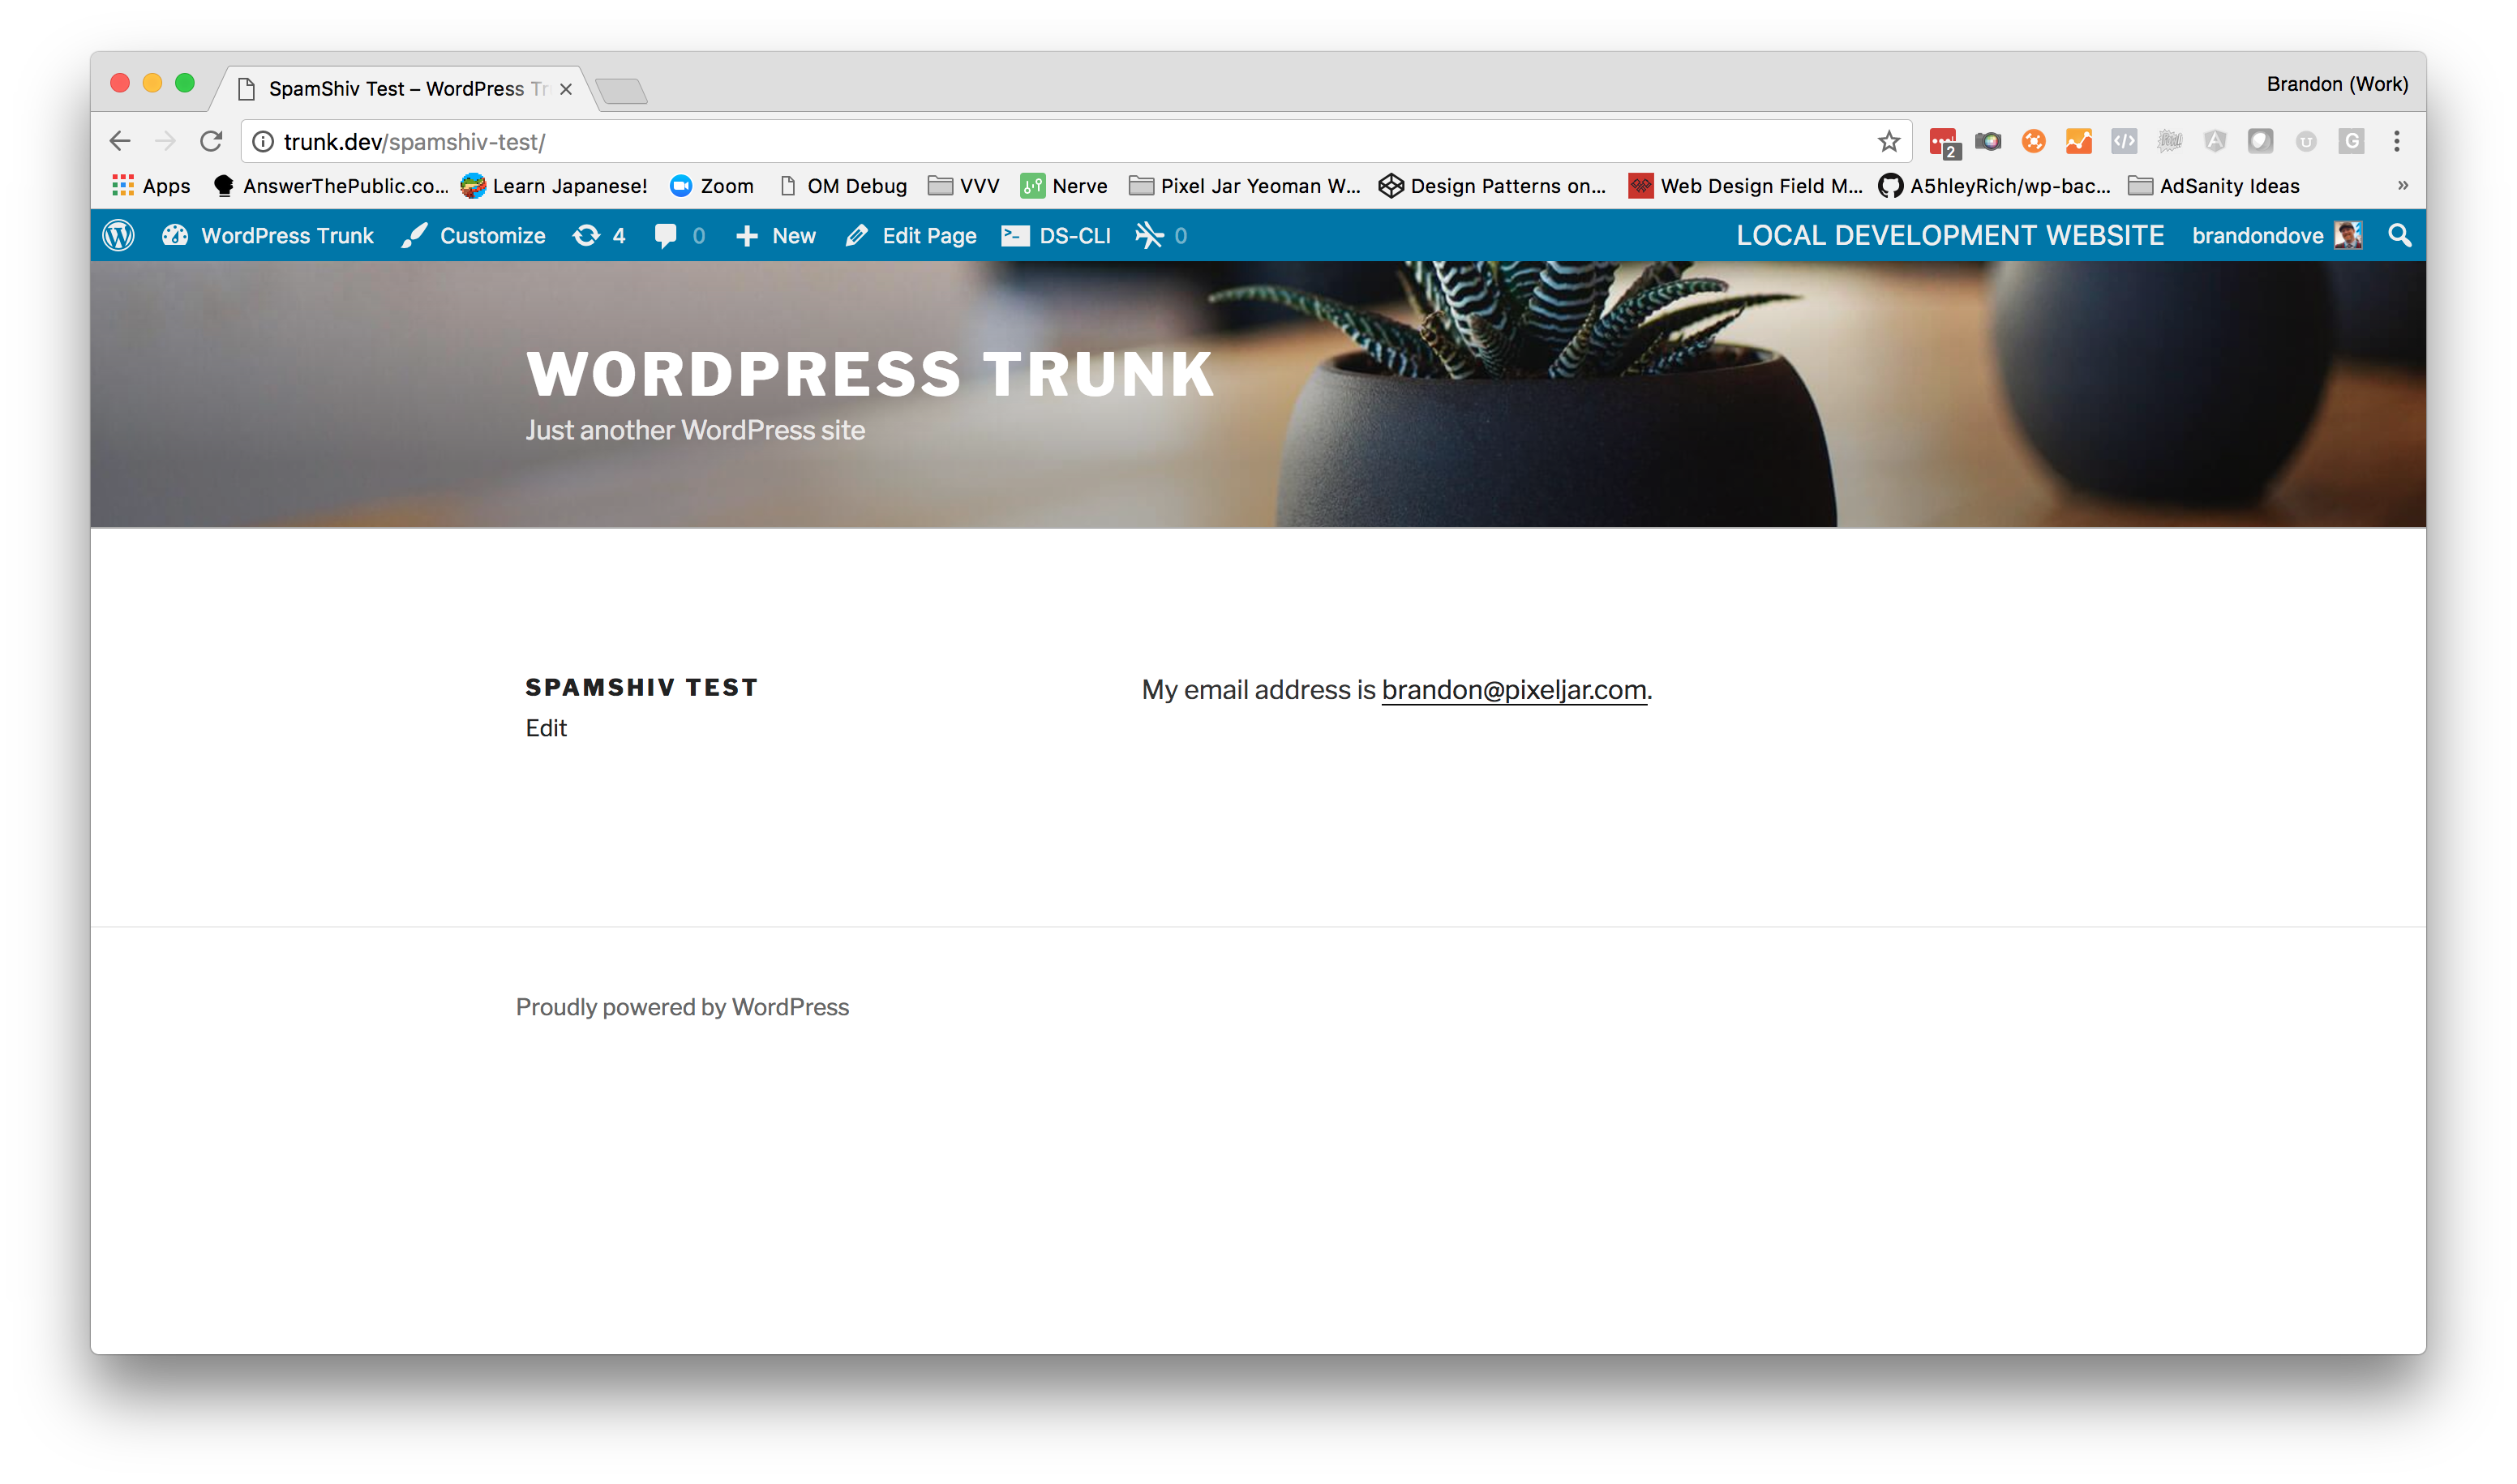 SpamShiv Test – WordPress Tr
Brandon (Work)
trunk.dev/spamshiv-test/
2
G
Apps AnswerThePublic.co... Learn Japanese! Zoom OM Debug VVV Nerve Pixel Jar Yeoman W... Design Patterns on... Web Design Field M... A5hleyRich/wp-bac... AdSanity Ideas »
WordPress Trunk Customize 4 0 New Edit Page DS-CLI 0 LOCAL DEVELOPMENT WEBSITE brandondove
WORDPRESS TRUNK
Just another WordPress site
SPAMSHIV TEST
Edit
My email address is brandon@pixeljar.com.
Proudly powered by WordPress